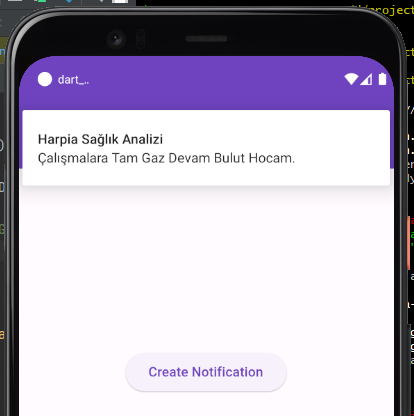 dart_..
Harpia Sağlık Analizi
Çalışmalara Tam Gaz Devam Bulut Hocam.
Create Notification